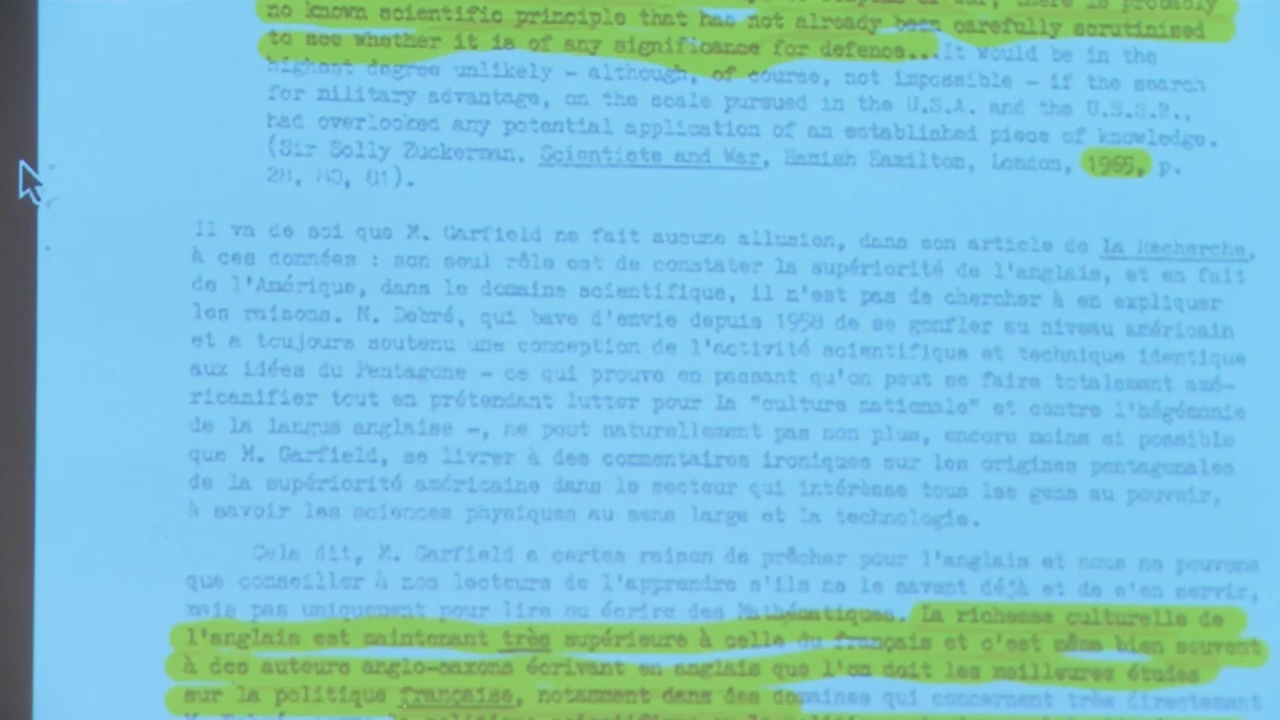 there is probably
no known scientific principle that has not already been carefully scrutinised
to see whether it is of any significance for defence... It would be in the
highest degree unlikely - although, of course, not impossible - if the search
for military advantage, on the scale pursued in the U.S.A. and the U.S.S.R.,
had overlooked any potential application of an established piece of knowledge.
(Sir Solly Zuckerman, Scientists and War, Hamish Hamilton, London, 1965, p.
28, 80, 81).
Il va de soi que M. Garfield ne fait aucune allusion, dans son article de la Recherche,
à ces données : son seul rôle est de constater la supériorité de l'anglais, et en fait
de l'Amérique, dans le domaine scientifique, il n'est pas de chercher à en expliquer
les raisons. M. Debré, qui bave d'envie depuis 1958 de se gonfler au niveau américain
et a toujours soutenu une conception de l'activité scientifique et technique identique
aux idées du Pentagone - ce qui prouve en passant qu'on peut se faire totalement amé-
ricanifier tout en prétendant lutter pour la "culture nationale" et contre l'hégémonie
de la langue anglaise -, ne peut naturellement pas non plus, encore moins si possible
que M. Garfield, se livrer à des commentaires ironiques sur les origines pentagonales
de la supériorité américaine dans le secteur qui intéresse tous les gens au pouvoir,
à savoir les sciences physiques au sens large et la technologie.
Cela dit, M. Garfield a certes raison de prêcher pour l'anglais et nous ne pouvons
que conseiller à nos lecteurs de l'apprendre s'ils ne le savent déjà et de s'en servir,
mais pas uniquement pour lire ou écrire des Mathématiques. La richesse culturelle de
l'anglais est maintenant très supérieure à celle du français et c'est même bien souvent
à des auteurs anglo-saxons écrivant en anglais que l'on doit les meilleures études
sur la politique française, notamment dans des domaines qui concernent très directement